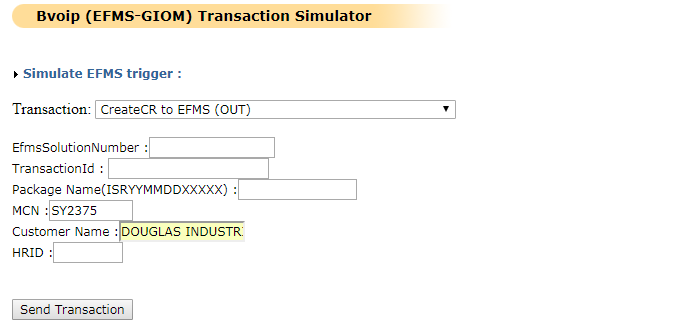 Bvoip (EFMS-GIOM) Transaction Simulator
Simulate EFMS trigger :
Transaction: CreateCR to EFMS (OUT)
EfmsSolutionNumber :
TransactionId :
Package Name(ISRYYMMDDXXXXX) :
MCN : SY2375
Customer Name : DOUGLAS INDUSTR
HRID :
Send Transaction